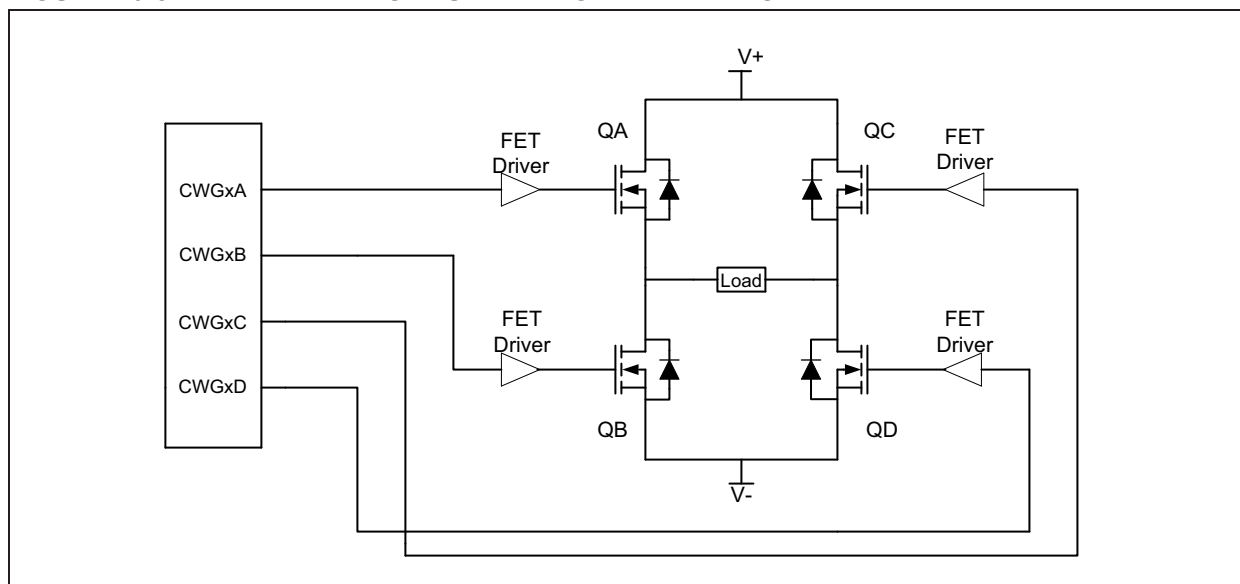 V+
QA
QC
FET
Driver
FET
Driver
CWGxA
CWGxB
CWGxC
CWGxD
Load
FET
Driver
FET
Driver
QB
QD
V-